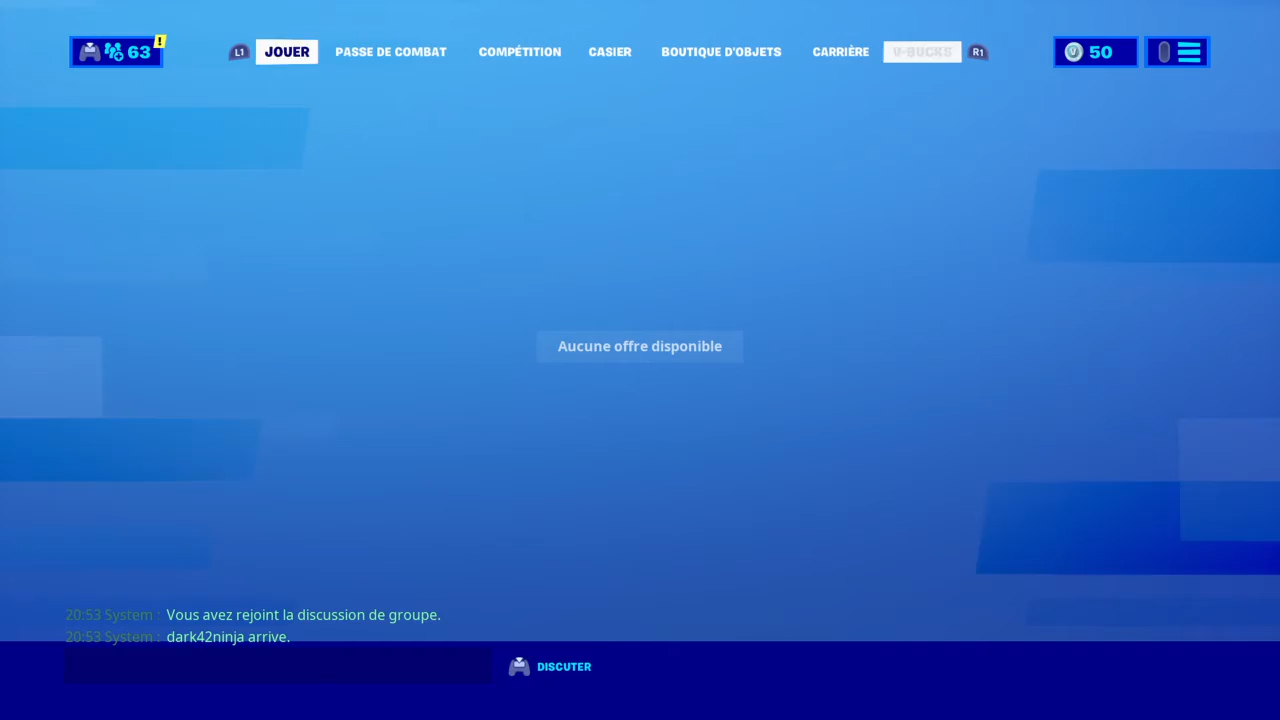 63 !
L1 JOUER PASSE DE COMBAT COMPÉTITION CASIER BOUTIQUE D'OBJETS CARRIÈRE V-BUCKS R1
50
Aucune offre disponible
20:53 System : Vous avez rejoint la discussion de groupe.
20:53 System : dark42ninja arrive.
DISCUTER